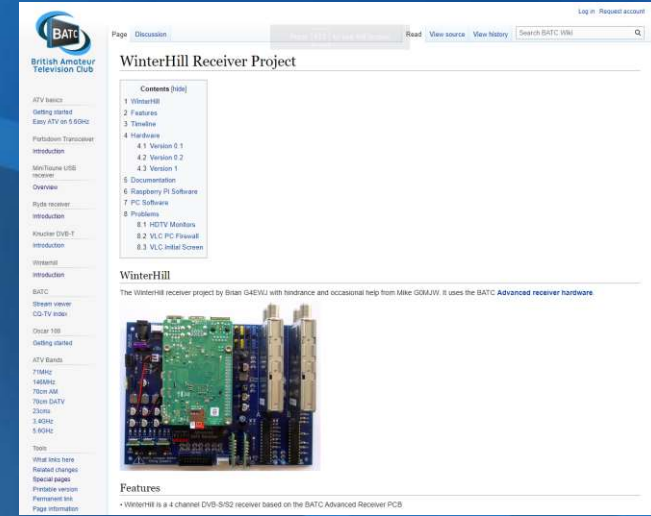 Log in Request account
BATC
British Amateur
Television Club
Page Discussion
Read View source View history Search BATC Wiki
WinterHill Receiver Project
Contents [hide]
1 WinterHill
2 Features
3 Timeline
4 Hardware
4.1 Version 0.1
4.2 Version 0.2
4.3 Version 1
5 Documentation
6 Raspberry Pi Software
7 PC Software
8 Problems
8.1 HDTV Monitors
8.2 VLC PC Firewall
8.3 VLC Initial Screen
WinterHill
The WinterHill receiver project by Brian G4EWJ with hindrance and occasional help from Mike G0MJW. It uses the BATC Advanced receiver hardware
Features
• WinterHill is a 4 channel DVB-S/S2 receiver based on the BATC Advanced Receiver PCB
ATV basics
Getting started
Easy ATV on 5.6GHz
Portsdown Transceiver
Introduction
MiniTioune USB
receiver
Overview
Ryde receiver
Introduction
Knucker DVB-T
Introduction
Winterhill
Introduction
BATC
Stream viewer
CQ-TV Index
Oscar 100
Getting started
ATV Bands
71MHz
146MHz
70cm AM
70cm DATV
23cms
3.4GHz
5.6GHz
Tools
What links here
Related changes
Special pages
Printable version
Permanent link
Page information